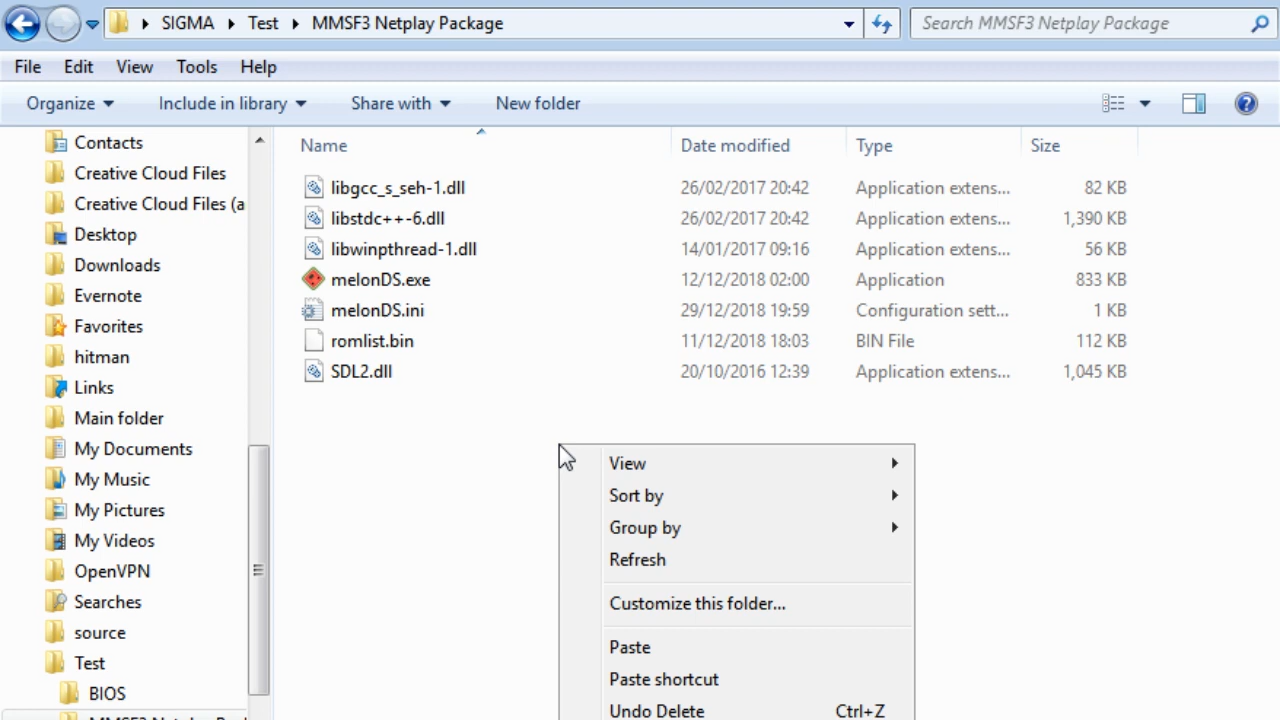 SIGMA Test MMSF3 Netplay Package Search MMSF3 Netplay Package
File Edit View Tools Help
Organize Include in library Share with New folder
Contacts
Creative Cloud Files
Creative Cloud Files (a
Desktop
Downloads
Evernote
Favorites
hitman
Links
Main folder
My Documents
My Music
My Pictures
My Videos
OpenVPN
Searches
source
Test
BIOS
Name Date modified Type Size
libgcc_s_seh-1.dll 26/02/2017 20:42 Application extens... 82 KB
libstdc++-6.dll 26/02/2017 20:42 Application extens... 1,390 KB
libwinpthread-1.dll 14/01/2017 09:16 Application extens... 56 KB
melonDS.exe 12/12/2018 02:00 Application 833 KB
melonDS.ini 29/12/2018 19:59 Configuration sett... 1 KB
romlist.bin 11/12/2018 18:03 BIN File 112 KB
SDL2.dll 20/10/2016 12:39 Application extens... 1,045 KB
View
Sort by
Group by
Refresh
Customize this folder...
Paste
Paste shortcut
Undo Delete Ctrl+Z